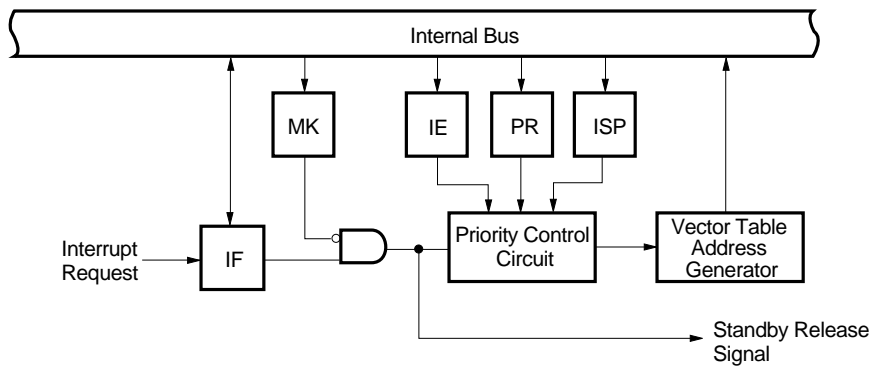 Internal Bus
MK
IE
PR
ISP
Interrupt
Request
IF
Priority Control
Circuit
Vector Table
Address
Generator
Standby Release
Signal